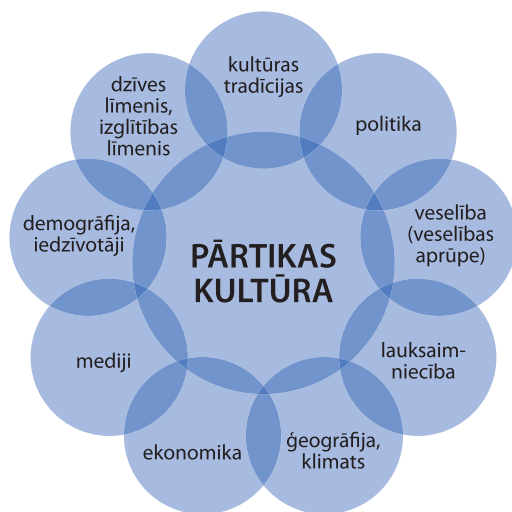 kultūras
tradīcijas
politika
veselība
(veselības
aprūpe)
lauksaim-
niecība
ģeogrāfija,
klimats
ekonomika
mediji
demogrāfija,
iedzīvotāji
dzīves
līmenis,
izglītības
līmenis
PĀRTIKAS
KULTŪRA